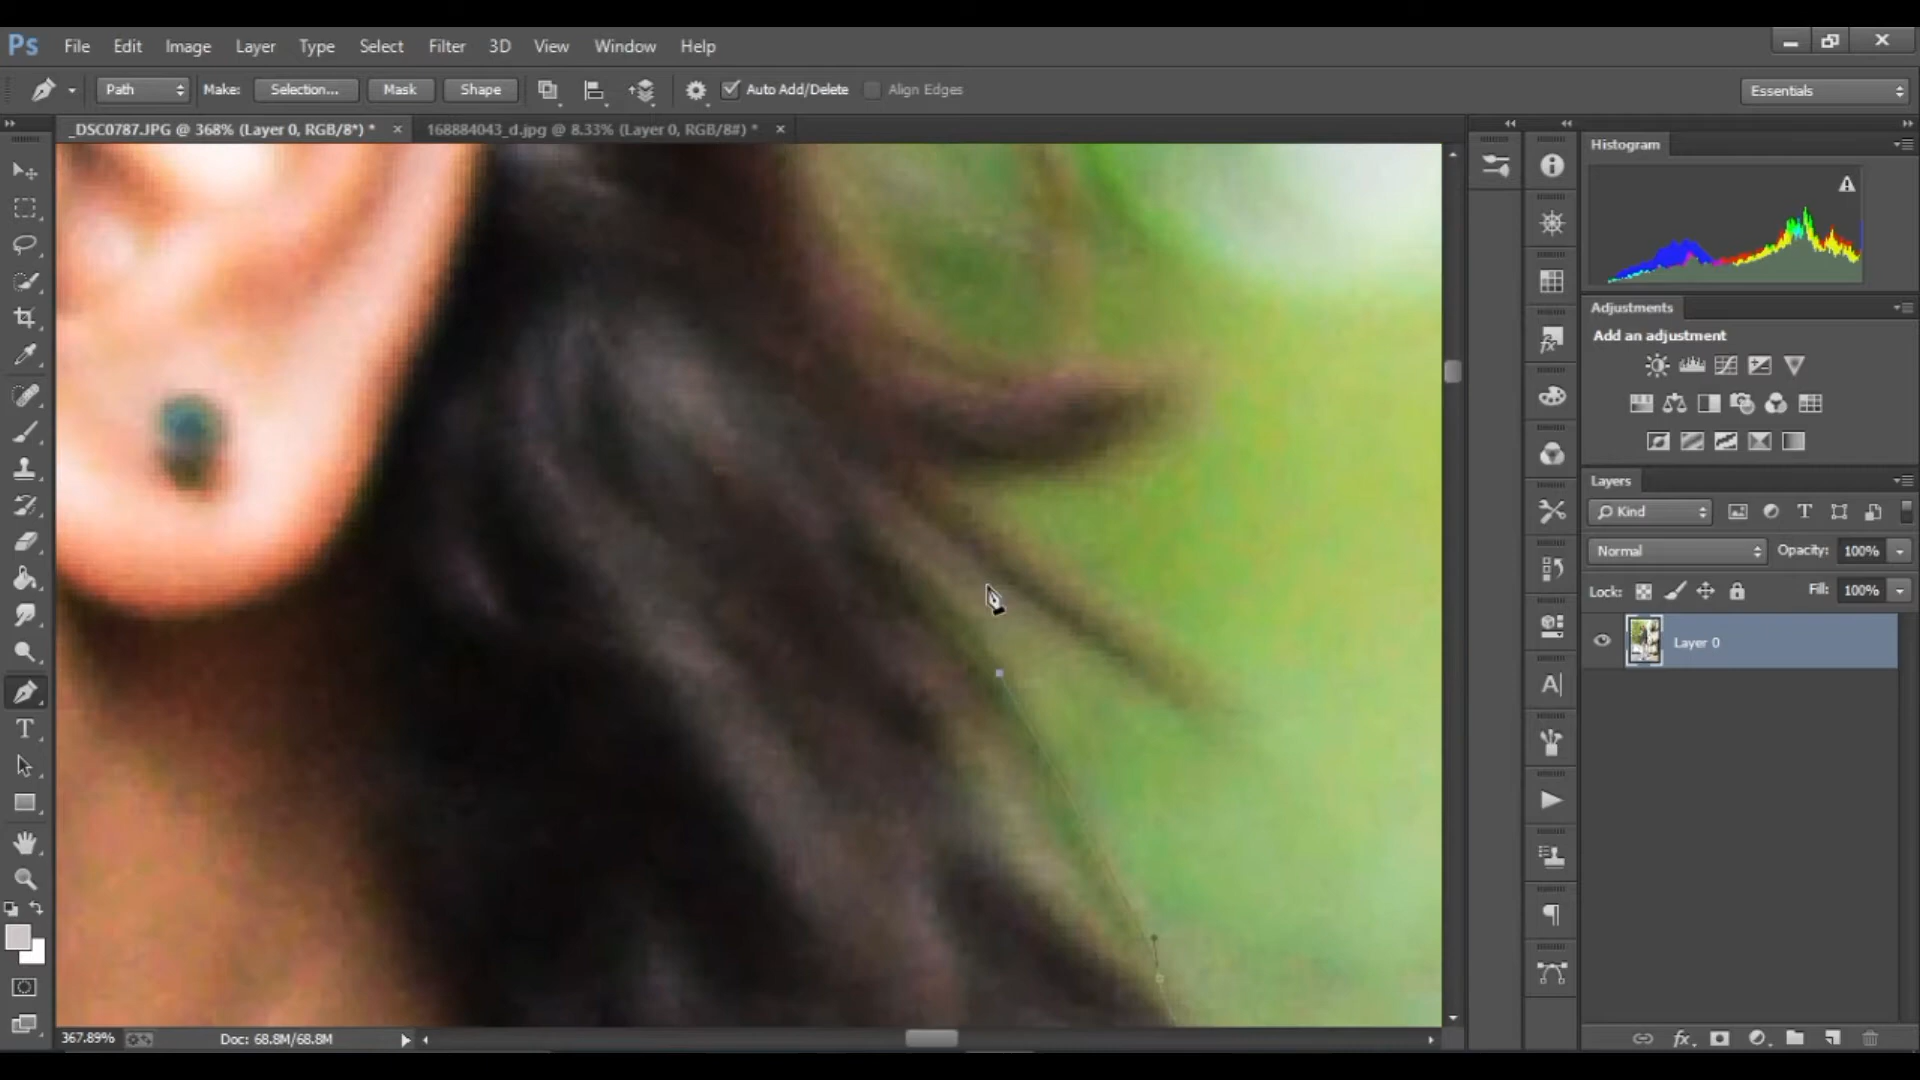 Ps File Edit Image Layer Type Select Filter 3D View Window Help
Path Make: Selection... Mask Shape Auto Add/Delete Align Edges Essentials
_DSC0787.JPG @ 368% (Layer 0, RGB/8*) * × 168884043_d.jpg @ 8.33% (Layer 0, RGB/8#) * ×
Histogram
Adjustments
Add an adjustment
Layers
Kind
Normal Opacity: 100%
Lock: Fill: 100%
Layer 0
367.89% Doc: 68.8M/68.8M